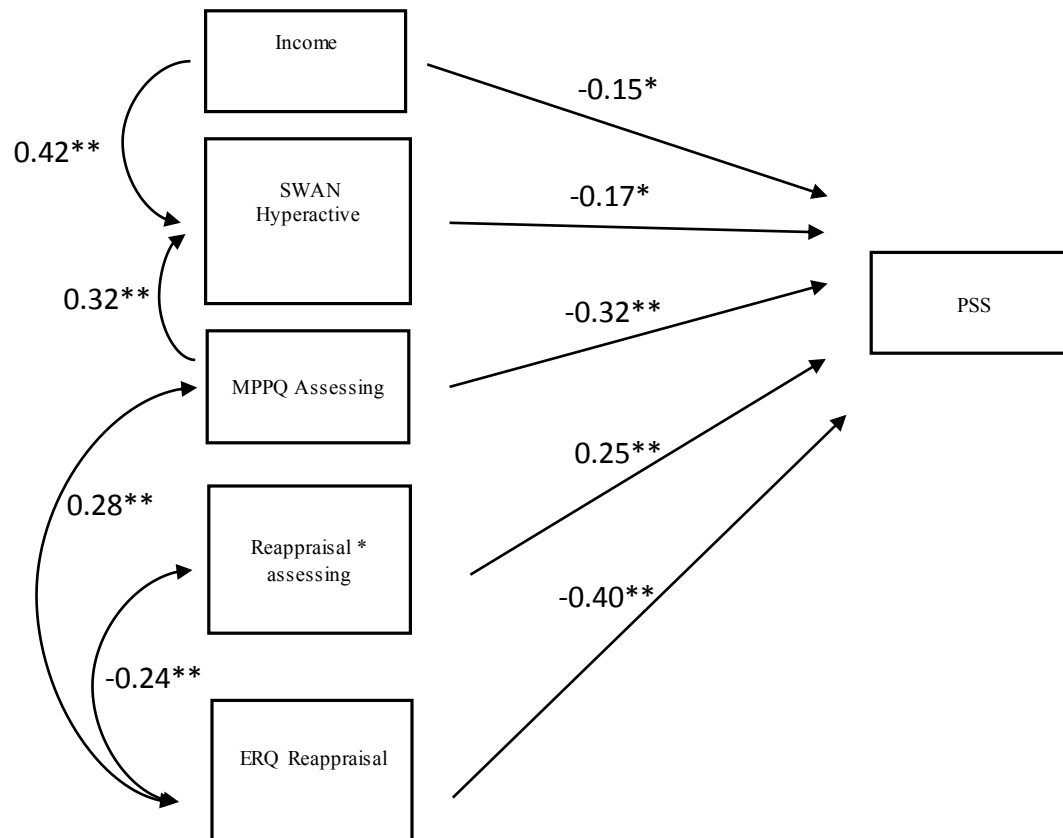 Income
-0.15*
0.42**
SWAN
Hyperactive
-0.17*
0.32**
-0.32**
PSS
MPPQ Assessing
0.25**
0.28**
Reappraisal *
assessing
-0.40**
-0.24**
ERQ Reappraisal